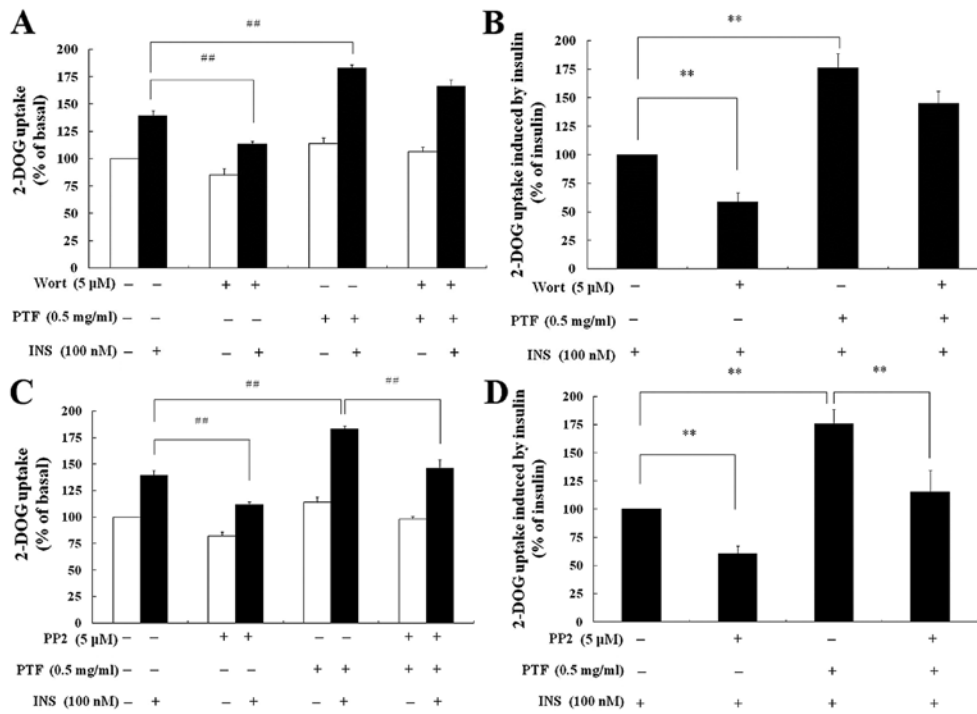 A
2-DOG uptake
(% of basal)
200
175
150
125
100
75
50
25
0
##
##
Wort (5 µM) – – + + – – + +
PTF (0.5 mg/ml) – – – – + + + +
INS (100 nM) – + – + – + – +
B
2-DOG uptake induced by insulin
(% of insulin)
200
175
150
125
100
75
50
25
0
**
**
Wort (5 µM) – + – +
PTF (0.5 mg/ml) – – + +
INS (100 nM) + + + +
C
2-DOG uptake
(% of basal)
200
175
150
125
100
75
50
25
0
##
##
##
PP2 (5 µM) – – + + – – + +
PTF (0.5 mg/ml) – – – – + + + +
INS (100 nM) – + – + – + – +
D
2-DOG uptake induced by insulin
(% of insulin)
200
175
150
125
100
75
50
25
0
**
**
**
PP2 (5 µM) – + – +
PTF (0.5 mg/ml) – – + +
INS (100 nM) + + + +